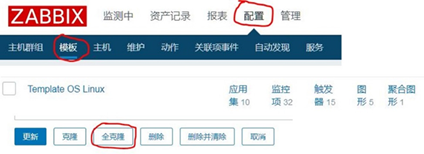 ZABBIX 监测中 资产记录 报表 配置 管理
主机群组 模板 主机 维护 动作 关联项事件 自动发现 服务
Template OS Linux 应用集 10 监控项 32 触发器 15 图形 5 聚合图形 1
更新 克隆 全克隆 删除 删除并清除 取消